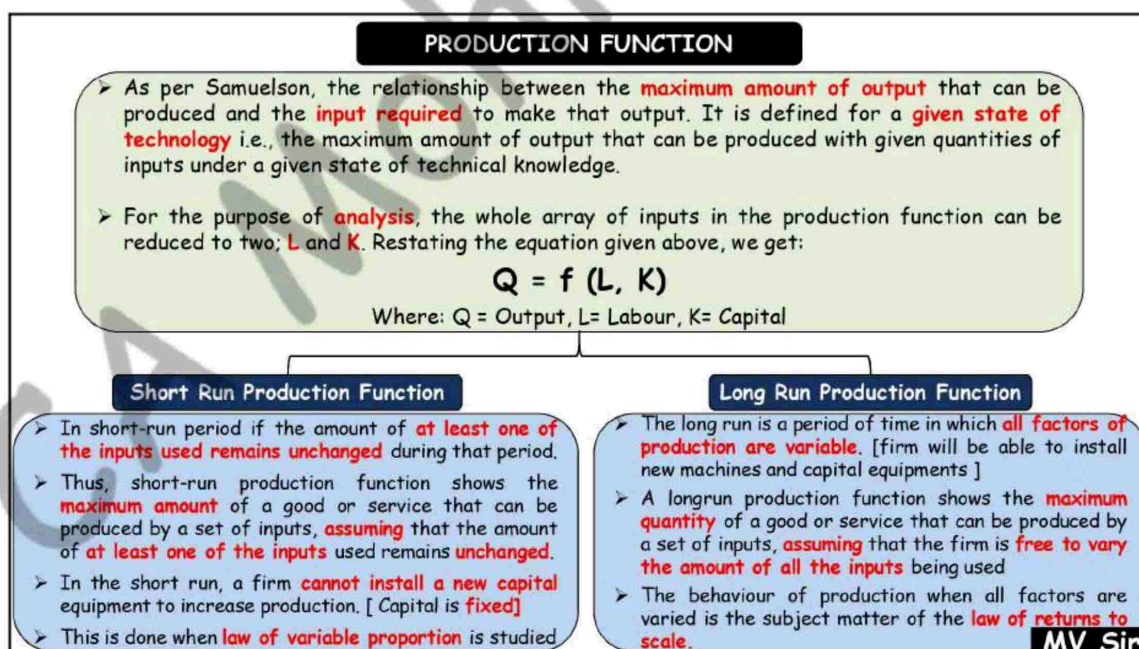 PRODUCTION FUNCTION
➢ As per Samuelson, the relationship between the maximum amount of output that can be
produced and the input required to make that output. It is defined for a given state of
technology i.e., the maximum amount of output that can be produced with given quantities of
inputs under a given state of technical knowledge.
➢ For the purpose of analysis, the whole array of inputs in the production function can be
reduced to two; L and K. Restating the equation given above, we get:
Q = f (L, K)
Where: Q = Output, L= Labour, K= Capital
Short Run Production Function
➢ In short-run period if the amount of at least one of
the inputs used remains unchanged during that period.
➢ Thus, short-run production function shows the
maximum amount of a good or service that can be
produced by a set of inputs, assuming that the amount
of at least one of the inputs used remains unchanged.
➢ In the short run, a firm cannot install a new capital
equipment to increase production. [ Capital is fixed]
➢ This is done when law of variable proportion is studied
Long Run Production Function
➢ The long run is a period of time in which all factors of
production are variable. [firm will be able to install
new machines and capital equipments ]
➢ A longrun production function shows the maximum
quantity of a good or service that can be produced by
a set of inputs, assuming that the firm is free to vary
the amount of all the inputs being used
➢ The behaviour of production when all factors are
varied is the subject matter of the law of returns to
scale.
MV Sir
CA Moh